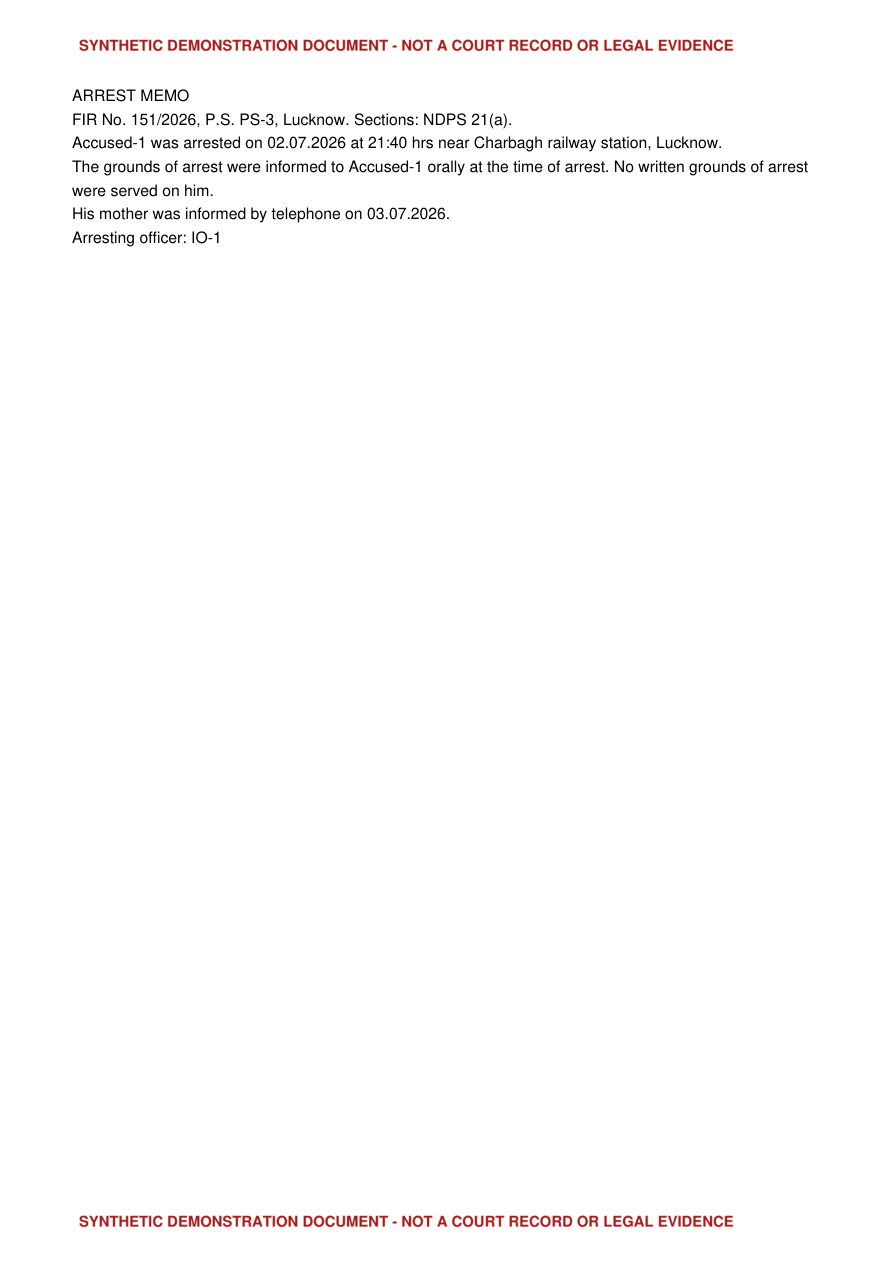 SYNTHETIC DEMONSTRATION DOCUMENT - NOT A COURT RECORD OR LEGAL EVIDENCE
ARREST MEMO
FIR No. 151/2026, P.S. PS-3, Lucknow. Sections: NDPS 21(a).
Accused-1 was arrested on 02.07.2026 at 21:40 hrs near Charbagh railway station, Lucknow.
The grounds of arrest were informed to Accused-1 orally at the time of arrest. No written grounds of arrest
were served on him.
His mother was informed by telephone on 03.07.2026.
Arresting officer: IO-1
SYNTHETIC DEMONSTRATION DOCUMENT - NOT A COURT RECORD OR LEGAL EVIDENCE